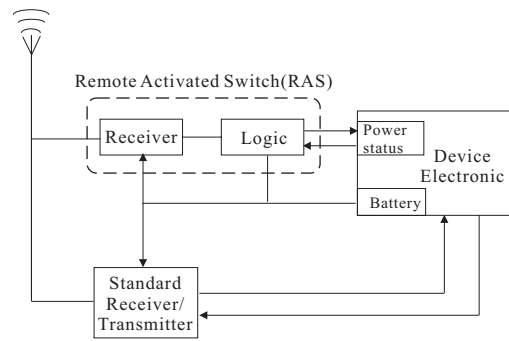 Remote Activated Switch(RAS)
Receiver
Logic
Power
status
Device
Electronic
Battery
Standard
Receiver/
Transmitter